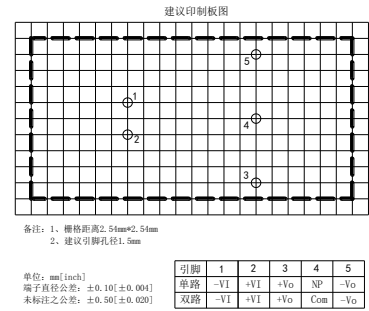 建议印制板图
5
1
4
2
3
备注：1、栅格距离2.54mm*2.54mm
2、建议引脚孔径1.5mm
单位：mm[inch]
端子直径公差：±0.10[±0.004]
未标注之公差：±0.50[±0.020]
引脚 1 2 3 4 5
单路 -VI +VI +Vo NP -Vo
双路 -VI +VI +Vo Com -Vo